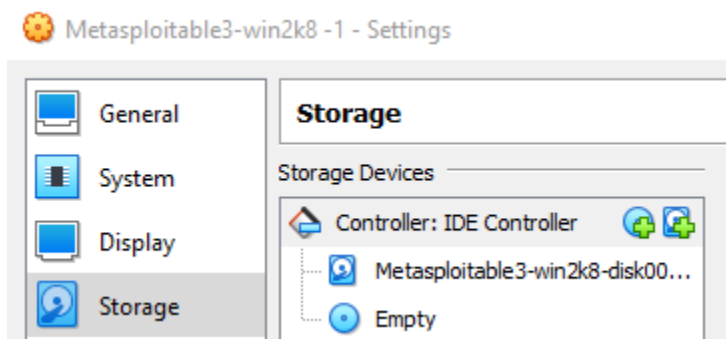 Metasploitable3-win2k8 -1 - Settings
General
Storage
System
Storage Devices
Controller: IDE Controller
Display
Metasploitable3-win2k8-disk00...
Storage
Empty